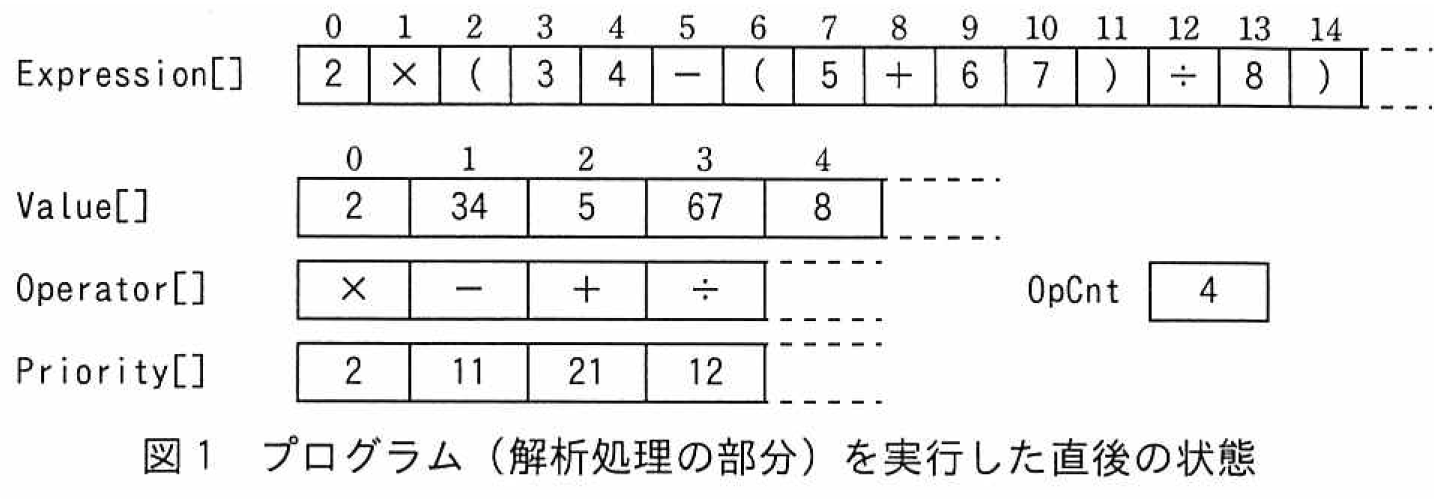 0 1 2 3 4 5 6 7 8 9 10 11 12 13 14
Expression[] 2 × ( 3 4 － ( 5 ＋ 6 7 ) ÷ 8 )
0 1 2 3 4
Value[] 2 34 5 67 8
Operator[] × － ＋ ÷ OpCnt 4
Priority[] 2 11 21 12
図1 プログラム（解析処理の部分）を実行した直後の状態